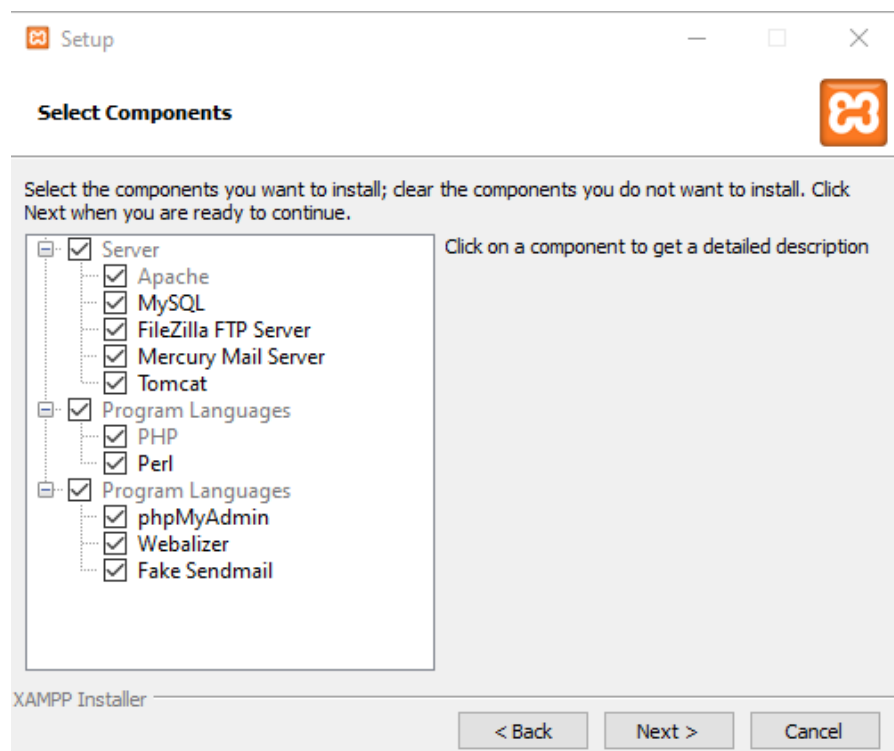 Setup
Select Components
Select the components you want to install; clear the components you do not want to install. Click
Next when you are ready to continue.
Server
Apache
MySQL
FileZilla FTP Server
Mercury Mail Server
Tomcat
Program Languages
PHP
Perl
Program Languages
phpMyAdmin
Webalizer
Fake Sendmail
Click on a component to get a detailed description
XAMPP Installer
< Back
Next >
Cancel